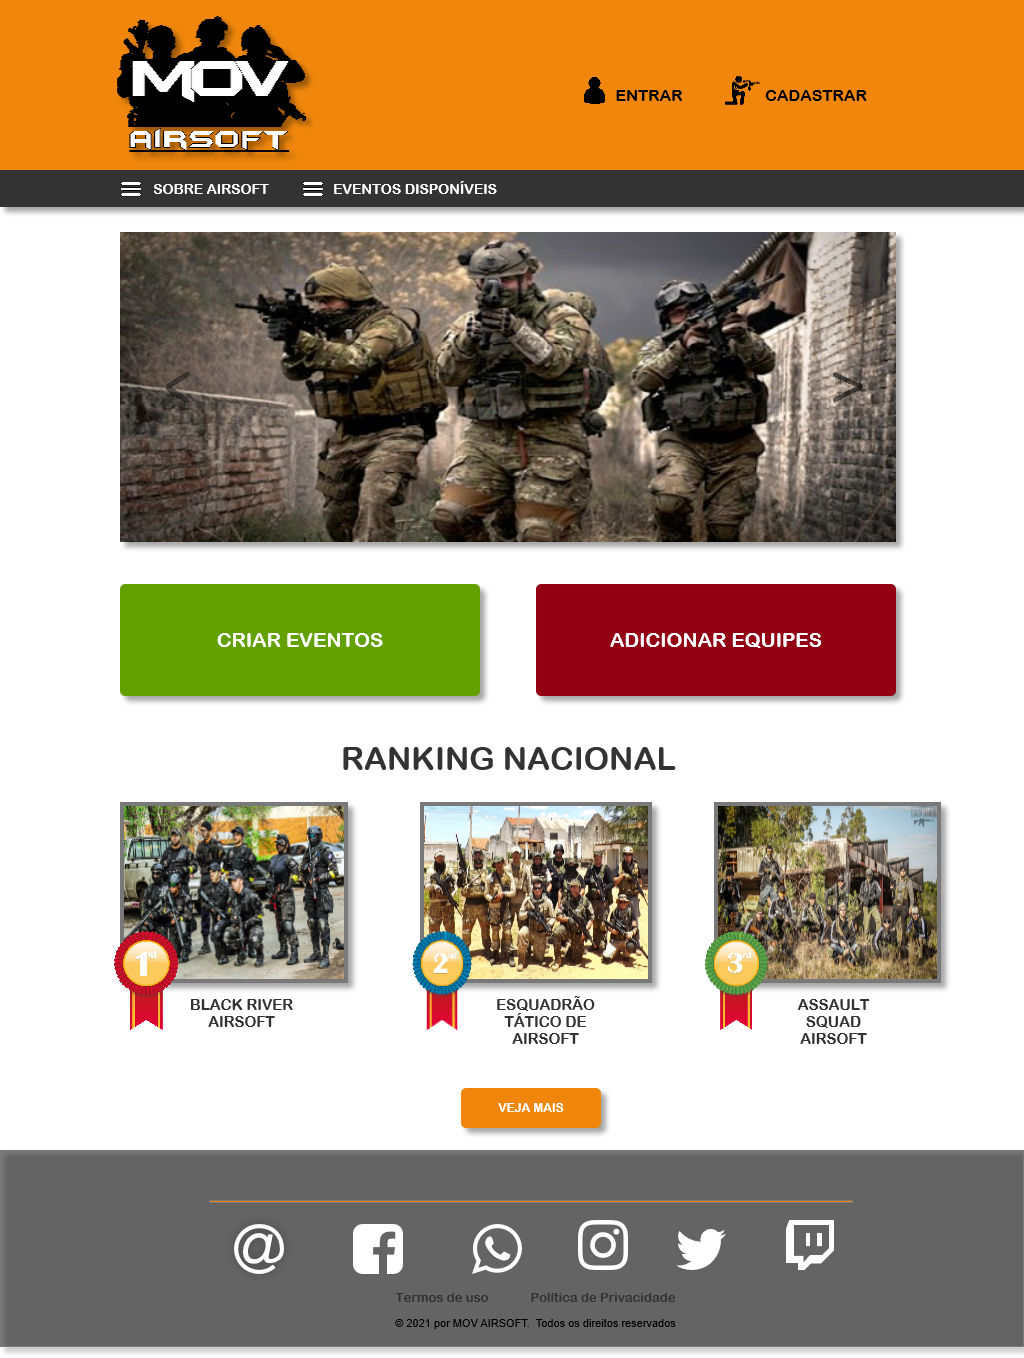 MOV
AIRSOFT
ENTRAR
CADASTRAR
SOBRE AIRSOFT
EVENTOS DISPONÍVEIS
<
>
CRIAR EVENTOS
ADICIONAR EQUIPES
RANKING NACIONAL
1st
2nd
3rd
BLACK RIVER
AIRSOFT
ESQUADRÃO
TÁTICO DE
AIRSOFT
ASSAULT
SQUAD
AIRSOFT
VEJA MAIS
@
Termos de uso
Política de Privacidade
© 2021 por MOV AIRSOFT. Todos os direitos reservados